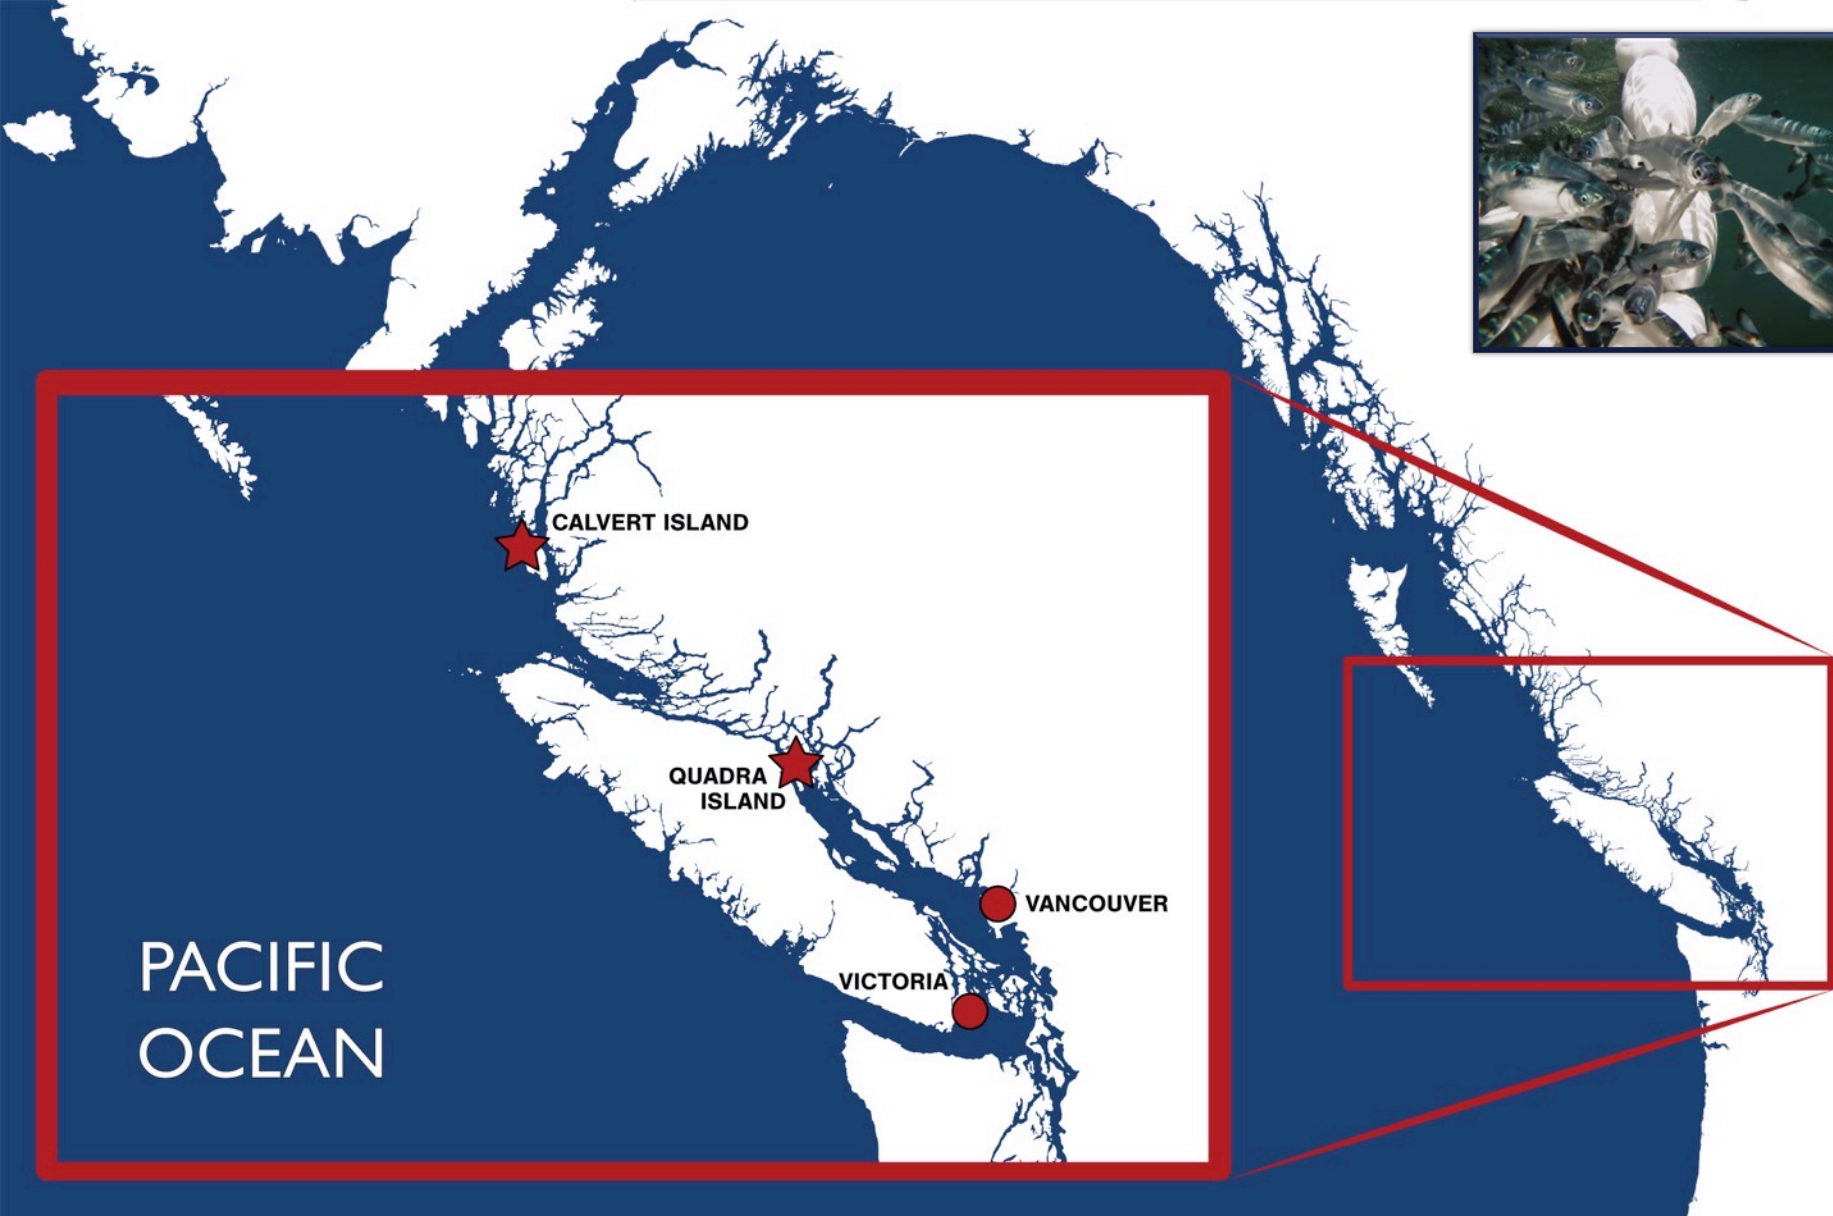 CALVERT ISLAND
QUADRA
ISLAND
VANCOUVER
VICTORIA
PACIFIC
OCEAN